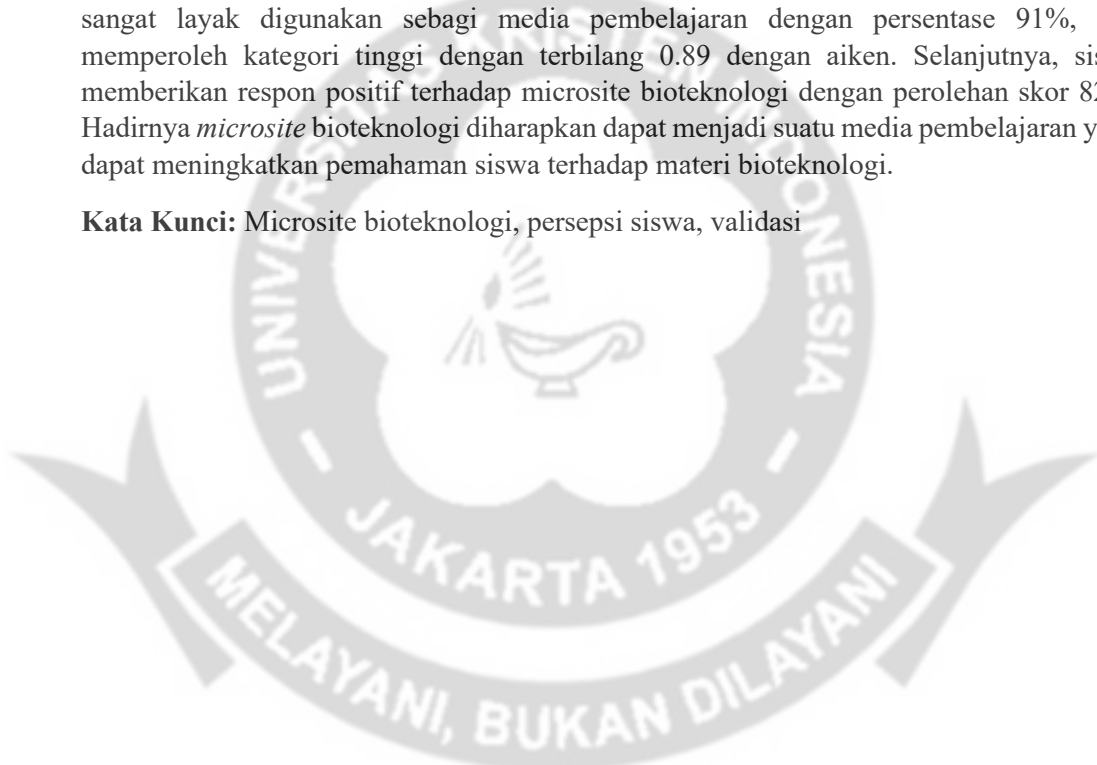 sangat layak digunakan sebagi media pembelajaran dengan persentase 91%,
memperoleh kategori tinggi dengan terbilang 0.89 dengan aiken. Selanjutnya,
memberikan respon positif terhadap microsite bioteknologi dengan perolehan skor
Hadirnya microsite bioteknologi diharapkan dapat menjadi suatu media pembelajaran
dapat meningkatkan pemahaman siswa terhadap materi bioteknologi.
Kata Kunci: Microsite bioteknologi, persepsi siswa, validasi
UNIVERSITAS KRISTEN INDONESIA
JAKARTA 1953
MELAYANI, BUKAN DILAYANI